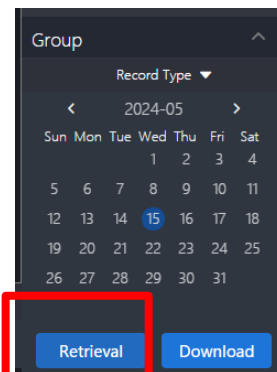 Group
Record Type
2024-05
Sun Mon Tue Wed Thu Fri Sat
1 2 3 4
5 6 7 8 9 10 11
12 13 14 15 16 17 18
19 20 21 22 23 24 25
26 27 28 29 30 31
Retrieval Download